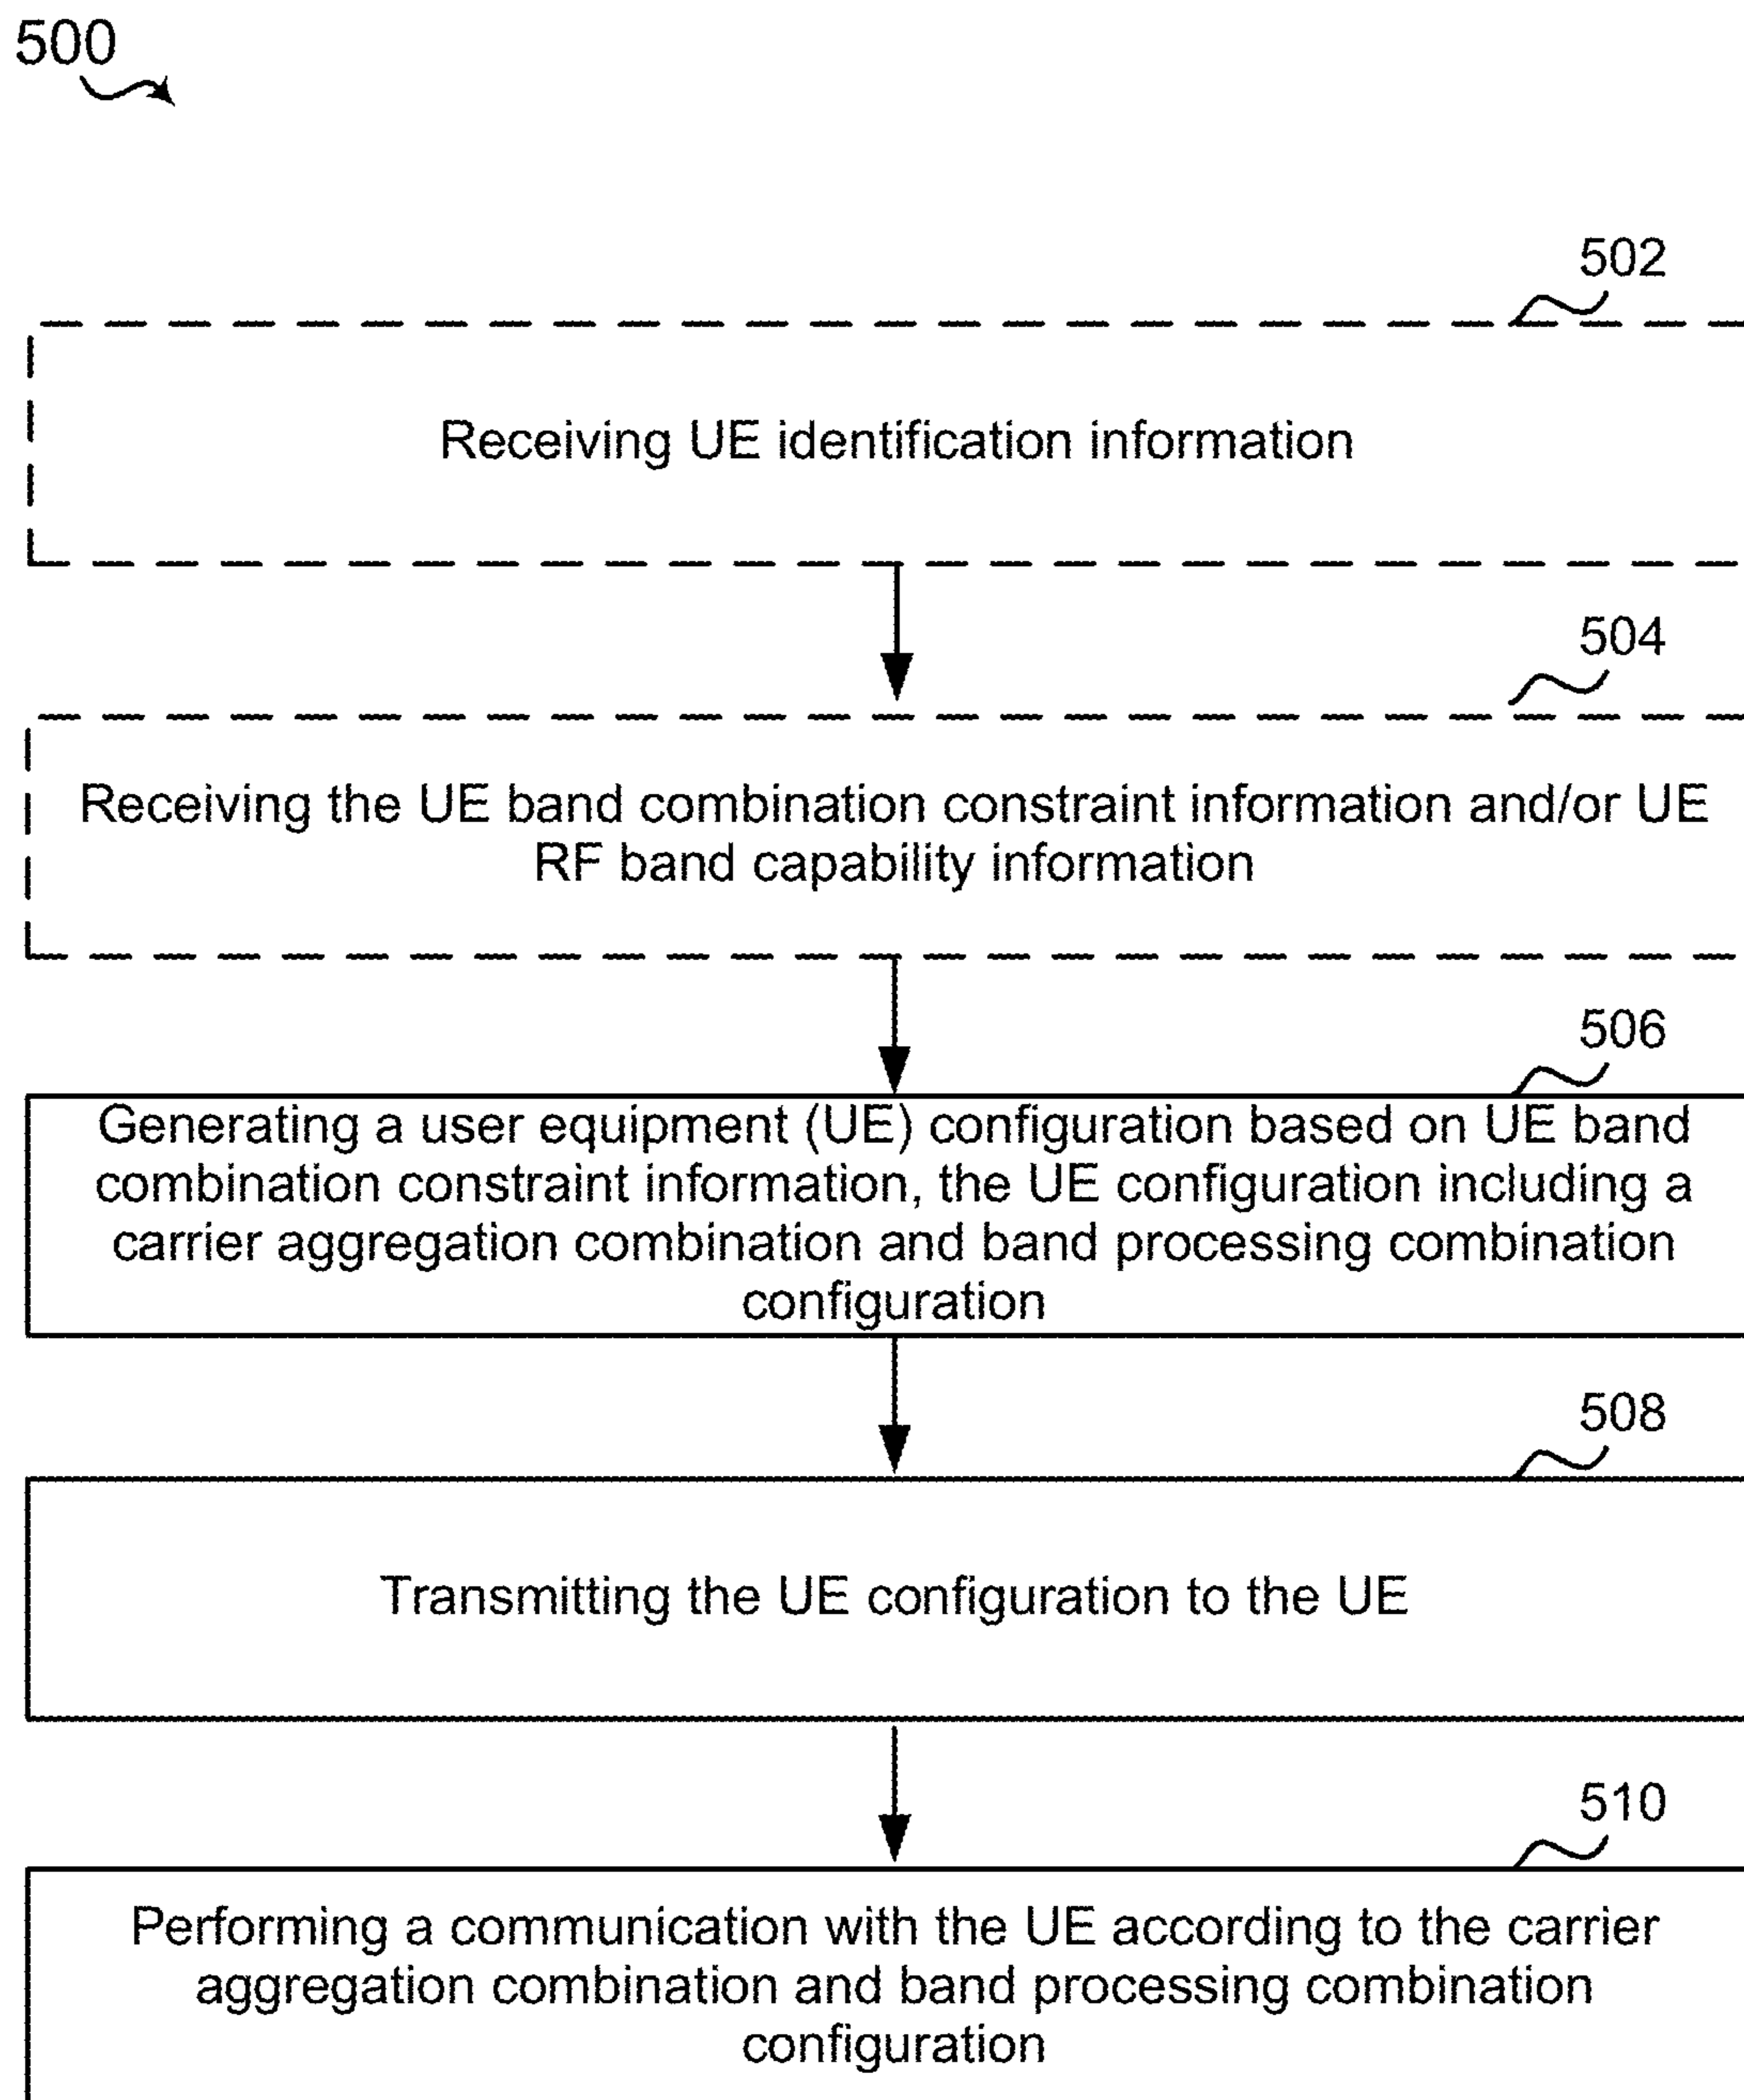 500
502
Receiving UE identification information
504
Receiving the UE band combination constraint information and/or UE
RF band capability information
506
Generating a user equipment (UE) configuration based on UE band
combination constraint information, the UE configuration including a
carrier aggregation combination and band processing combination
configuration
508
Transmitting the UE configuration to the UE
510
Performing a communication with the UE according to the carrier
aggregation combination and band processing combination
configuration